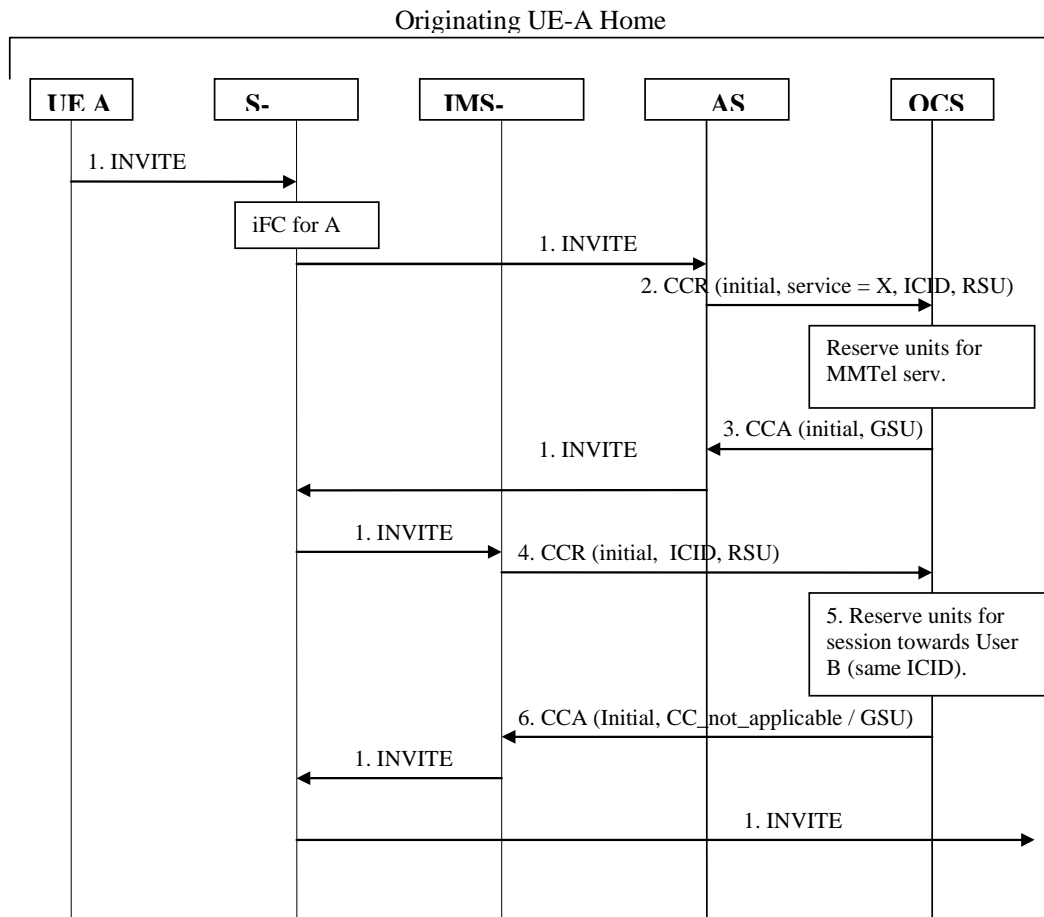 Originating UE-A Home
UE A
S-
IMS-
AS
OCS
1. INVITE
iFC for A
1. INVITE
2. CCR (initial, service = X, ICID, RSU)
Reserve units for
MMTel serv.
3. CCA (initial, GSU)
1. INVITE
1. INVITE
4. CCR (initial, ICID, RSU)
5. Reserve units for
session towards User
B (same ICID).
6. CCA (Initial, CC_not_applicable / GSU)
1. INVITE
1. INVITE